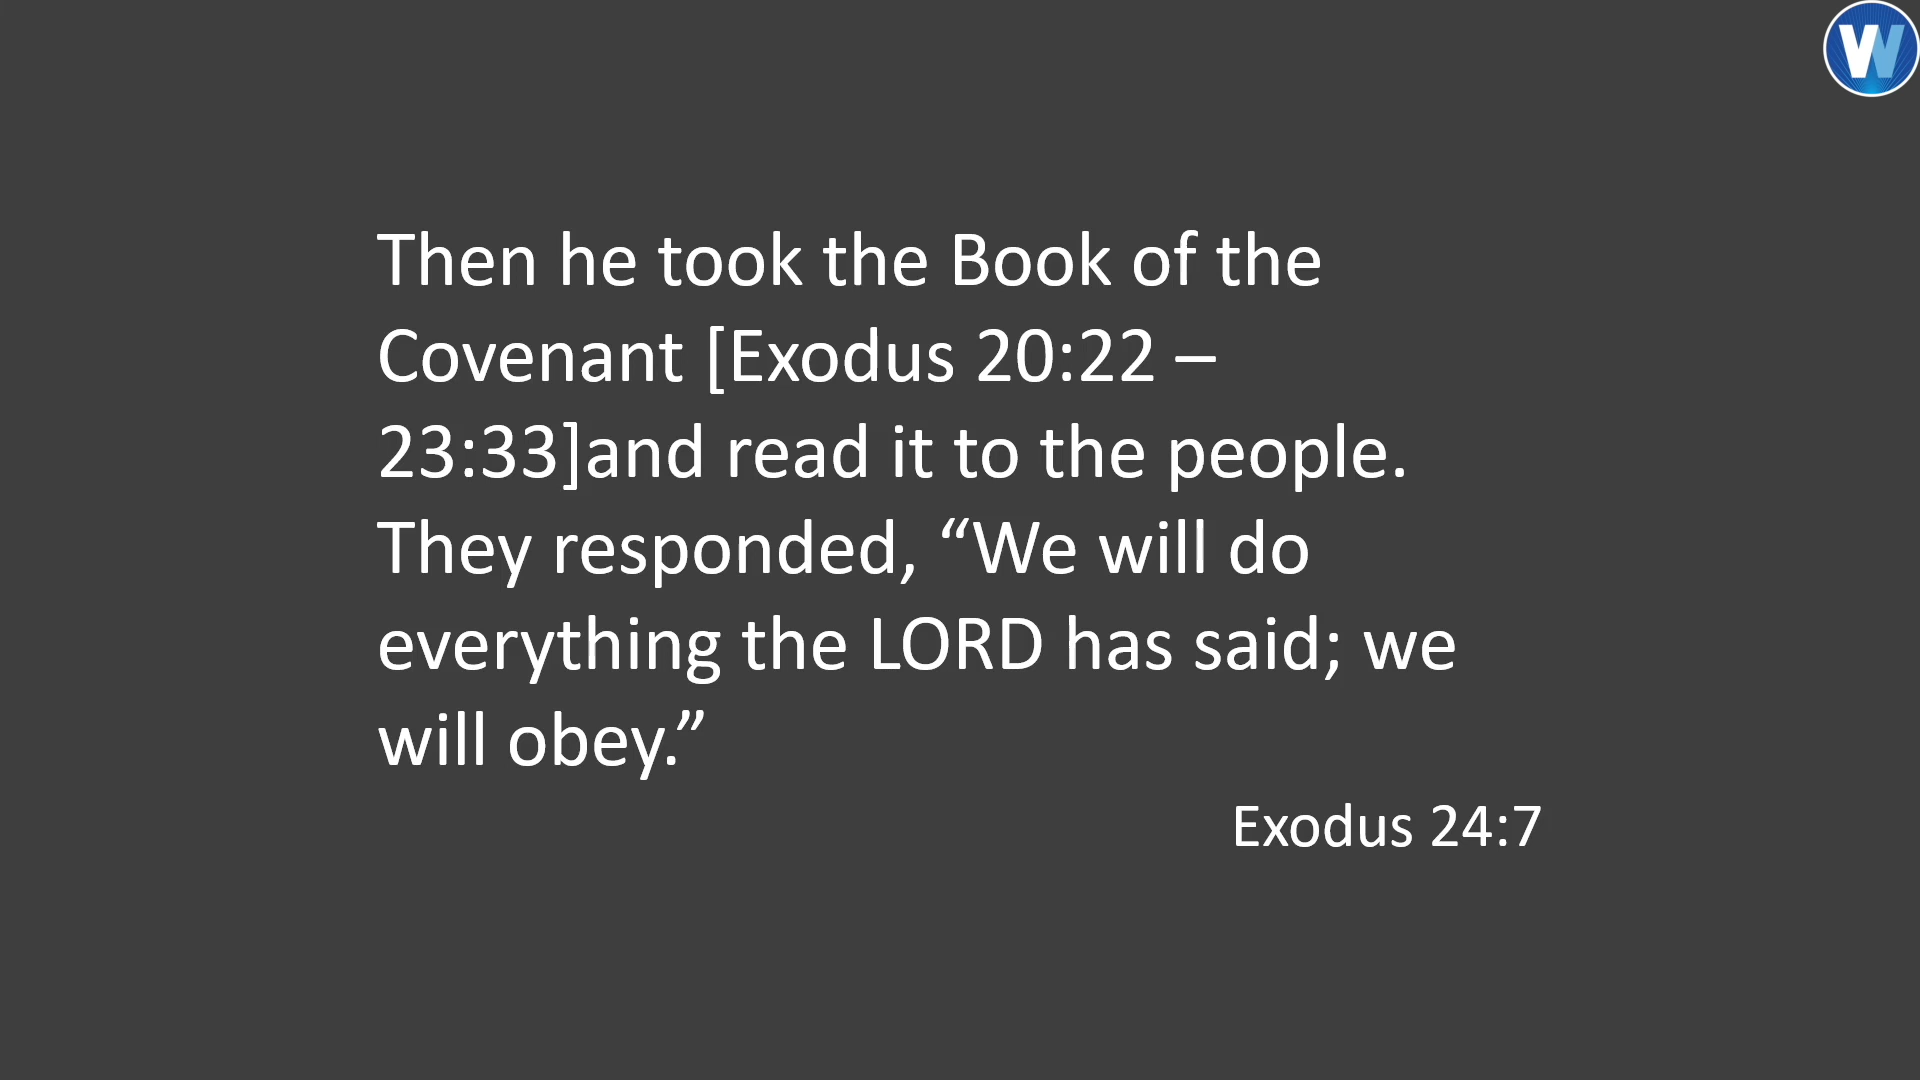 W
Then he took the Book of the
Covenant [Exodus 20:22 –
23:33]and read it to the people.
They responded, “We will do
everything the LORD has said; we
will obey.”
Exodus 24:7